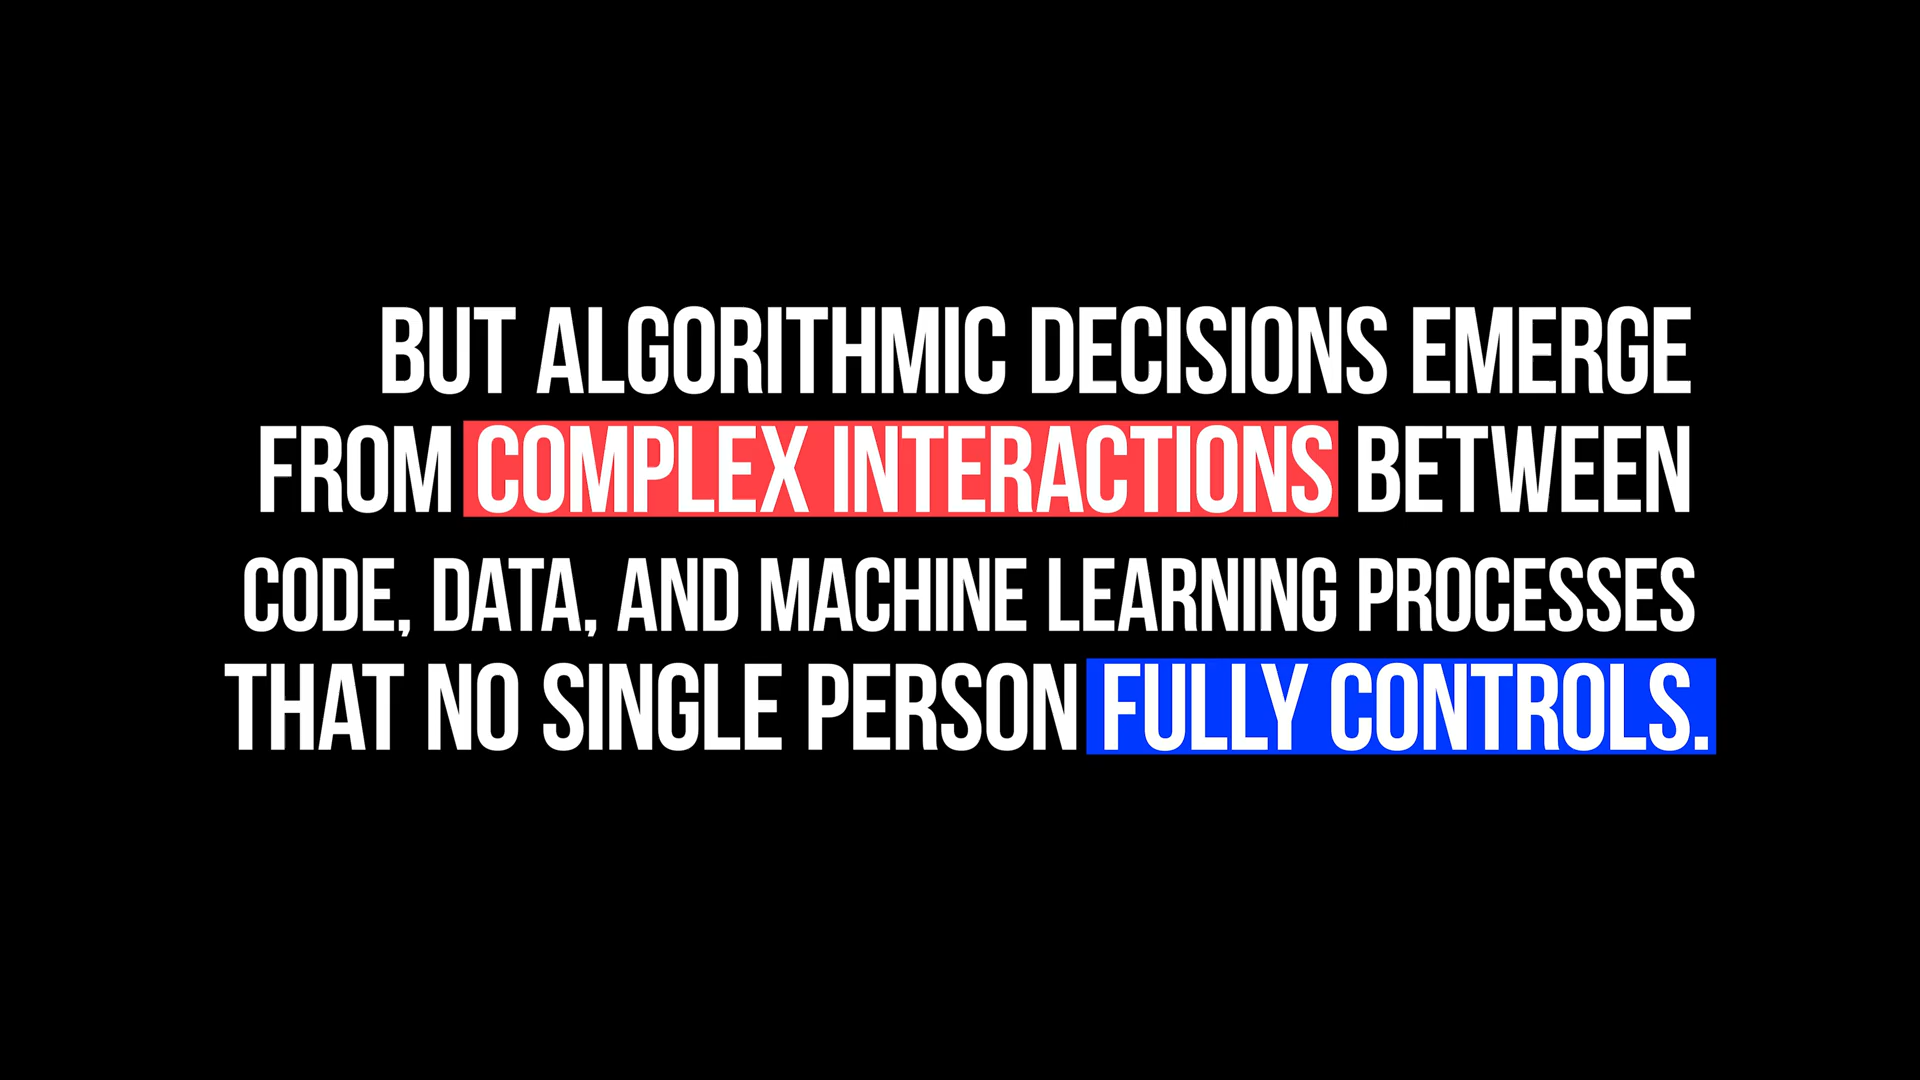 BUT ALGORITHMIC DECISIONS EMERGE
FROM COMPLEX INTERACTIONS BETWEEN
CODE, DATA, AND MACHINE LEARNING PROCESSES
THAT NO SINGLE PERSON FULLY CONTROLS.